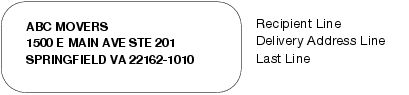 ABC MOVERS Recipient Line
1500 E MAIN AVE STE 201 Delivery Address Line
SPRINGFIELD VA 22162-1010 Last Line